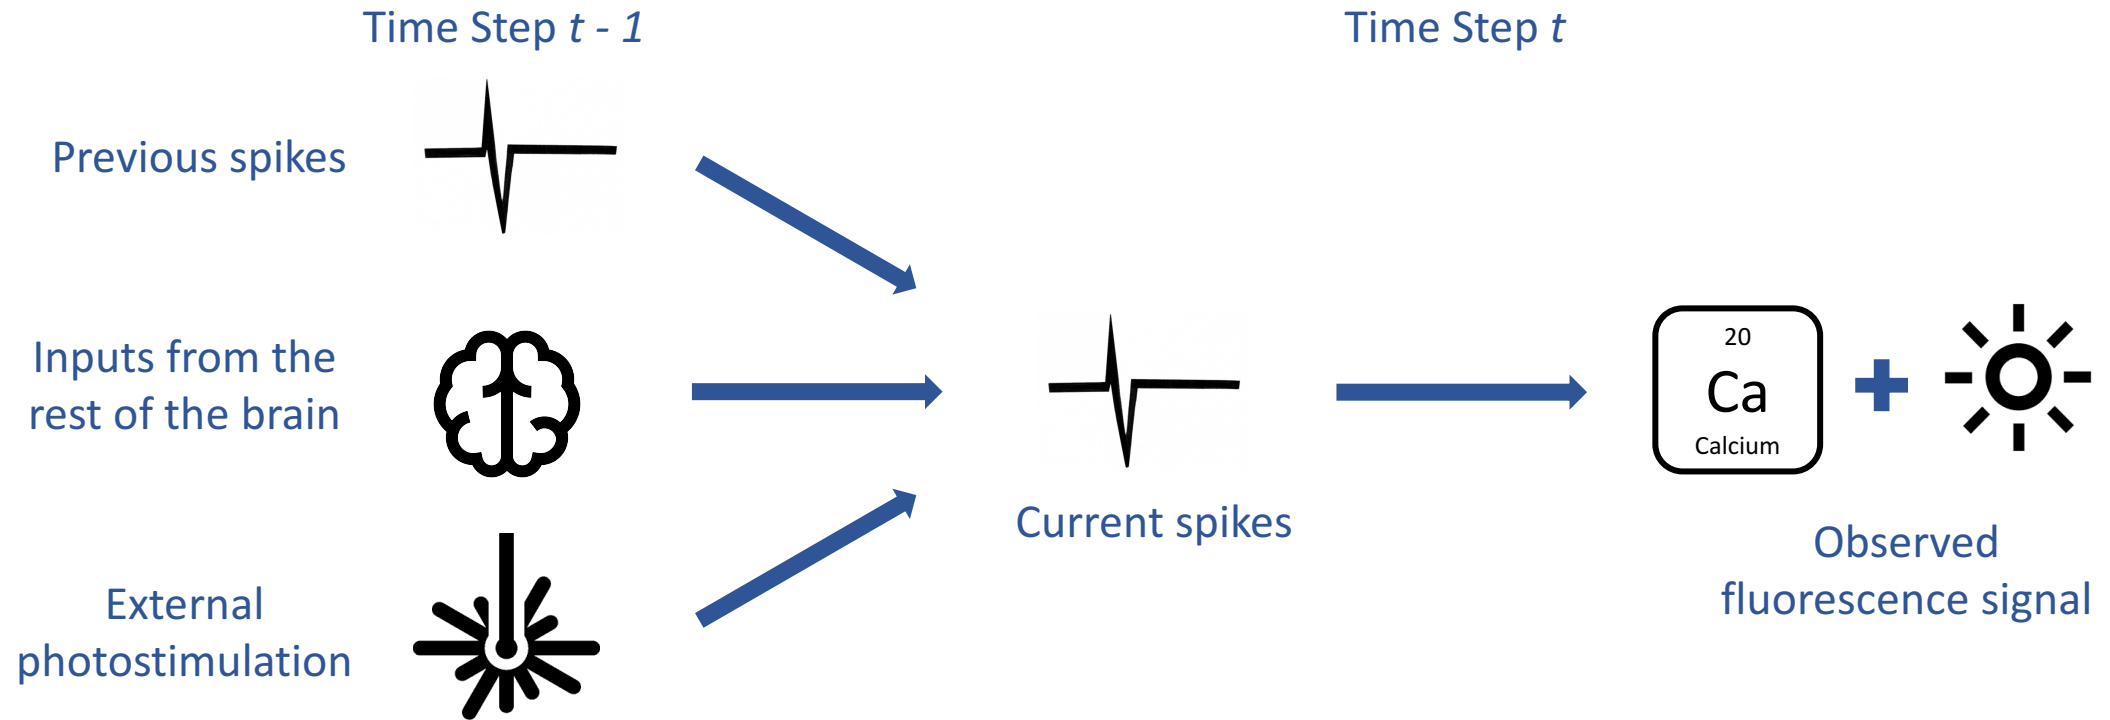 Time Step t - 1
Time Step t
Previous spikes
Inputs from the
rest of the brain
External
photostimulation
Current spikes
20
Ca
Calcium
Observed
fluorescence signal